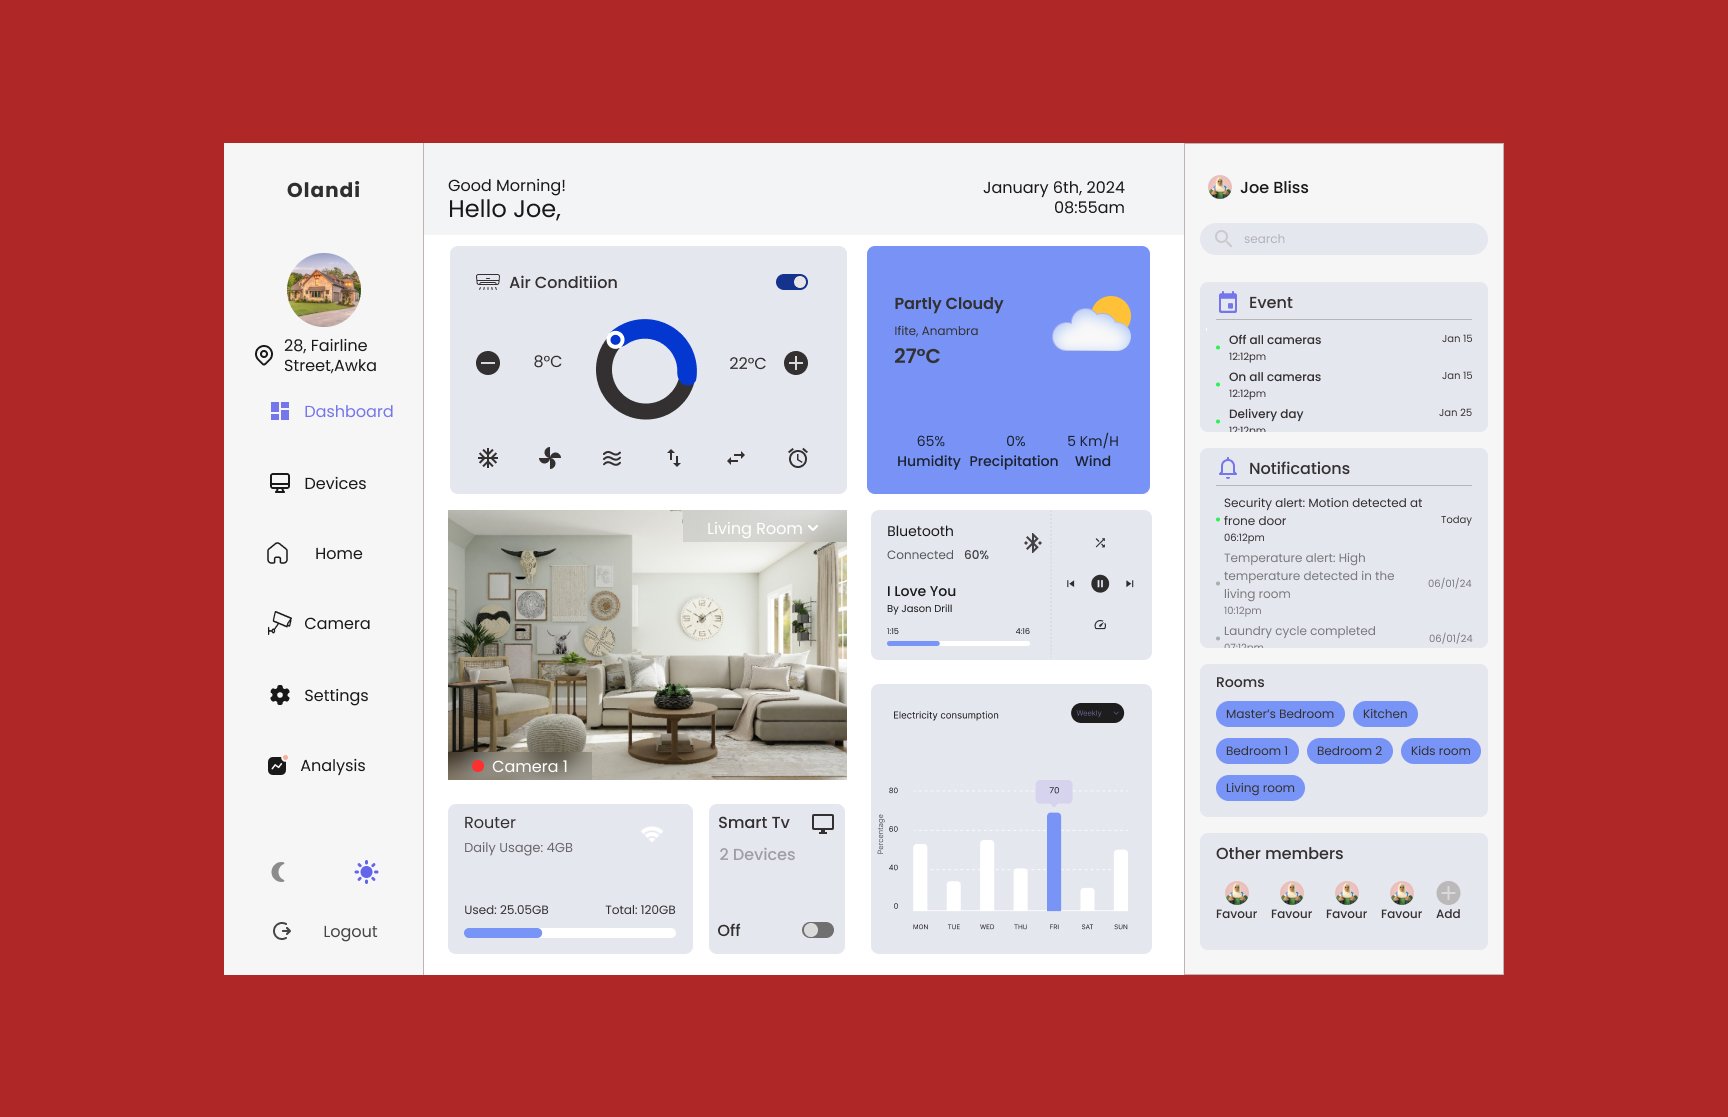 Olandi
28, Fairline
Street,Awka
Dashboard
Devices
Home
Camera
Settings
Analysis
Logout
Good Morning!
Hello Joe,
January 6th, 2024
08:55am
Air Conditiion
8°C
22°C
Partly Cloudy
Ifite, Anambra
27°C
65%
Humidity
0%
Precipitation
5 Km/H
Wind
Living Room
Camera 1
Bluetooth
Connected 60%
I Love You
By Jason Drill
1:15
4:16
Electricity consumption
Weekly
Percentage
80
60
40
0
70
MON TUE WED THU FRI SAT SUN
Router
Daily Usage: 4GB
Used: 25.05GB
Total: 120GB
Smart Tv
2 Devices
Off
Joe Bliss
search
Event
Off all cameras
Jan 15
12:12pm
On all cameras
Jan 15
12:12pm
Delivery day
Jan 25
12:12pm
Notifications
Security alert: Motion detected at
frone door
Today
06:12pm
Temperature alert: High
temperature detected in the
06/01/24
living room
10:12pm
Laundry cycle completed
06/01/24
07:12pm
Rooms
Master's Bedroom Kitchen
Bedroom 1 Bedroom 2 Kids room
Living room
Other members
Favour Favour Favour Favour Add